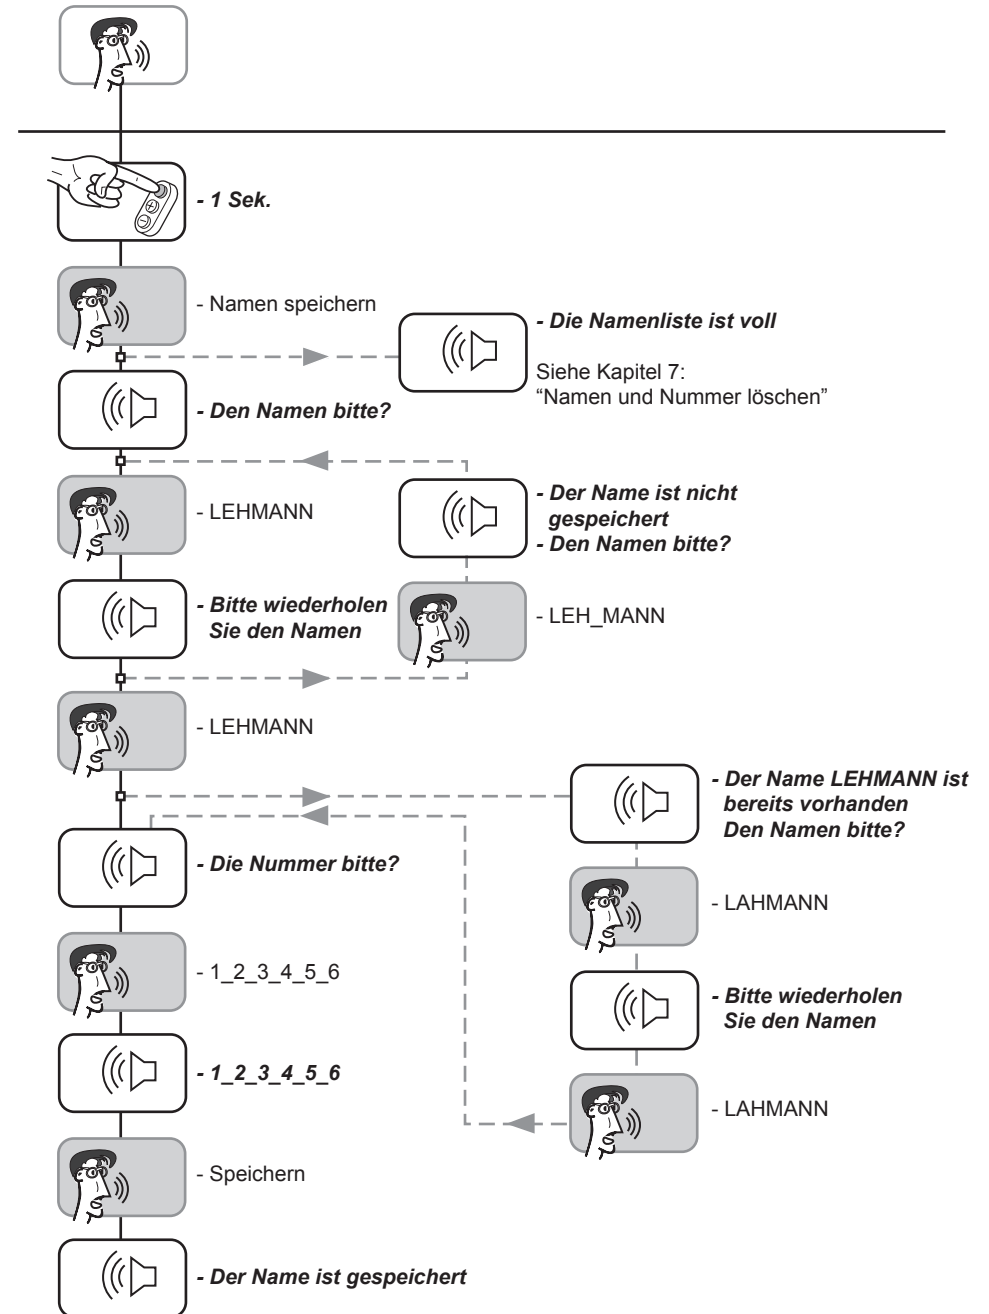 - 1 Sek.
- Namen speichern
- Die Namenliste ist voll
Siehe Kapitel 7:
“Namen und Nummer löschen”
- Den Namen bitte?
- LEHMANN
- Der Name ist nicht
gespeichert
- Den Namen bitte?
- Bitte wiederholen
Sie den Namen
- LEH_MANN
- LEHMANN
- Der Name LEHMANN ist
bereits vorhanden
Den Namen bitte?
- Die Nummer bitte?
- LAHMANN
- 1_2_3_4_5_6
- Bitte wiederholen
Sie den Namen
- 1_2_3_4_5_6
- LAHMANN
- Speichern
- Der Name ist gespeichert